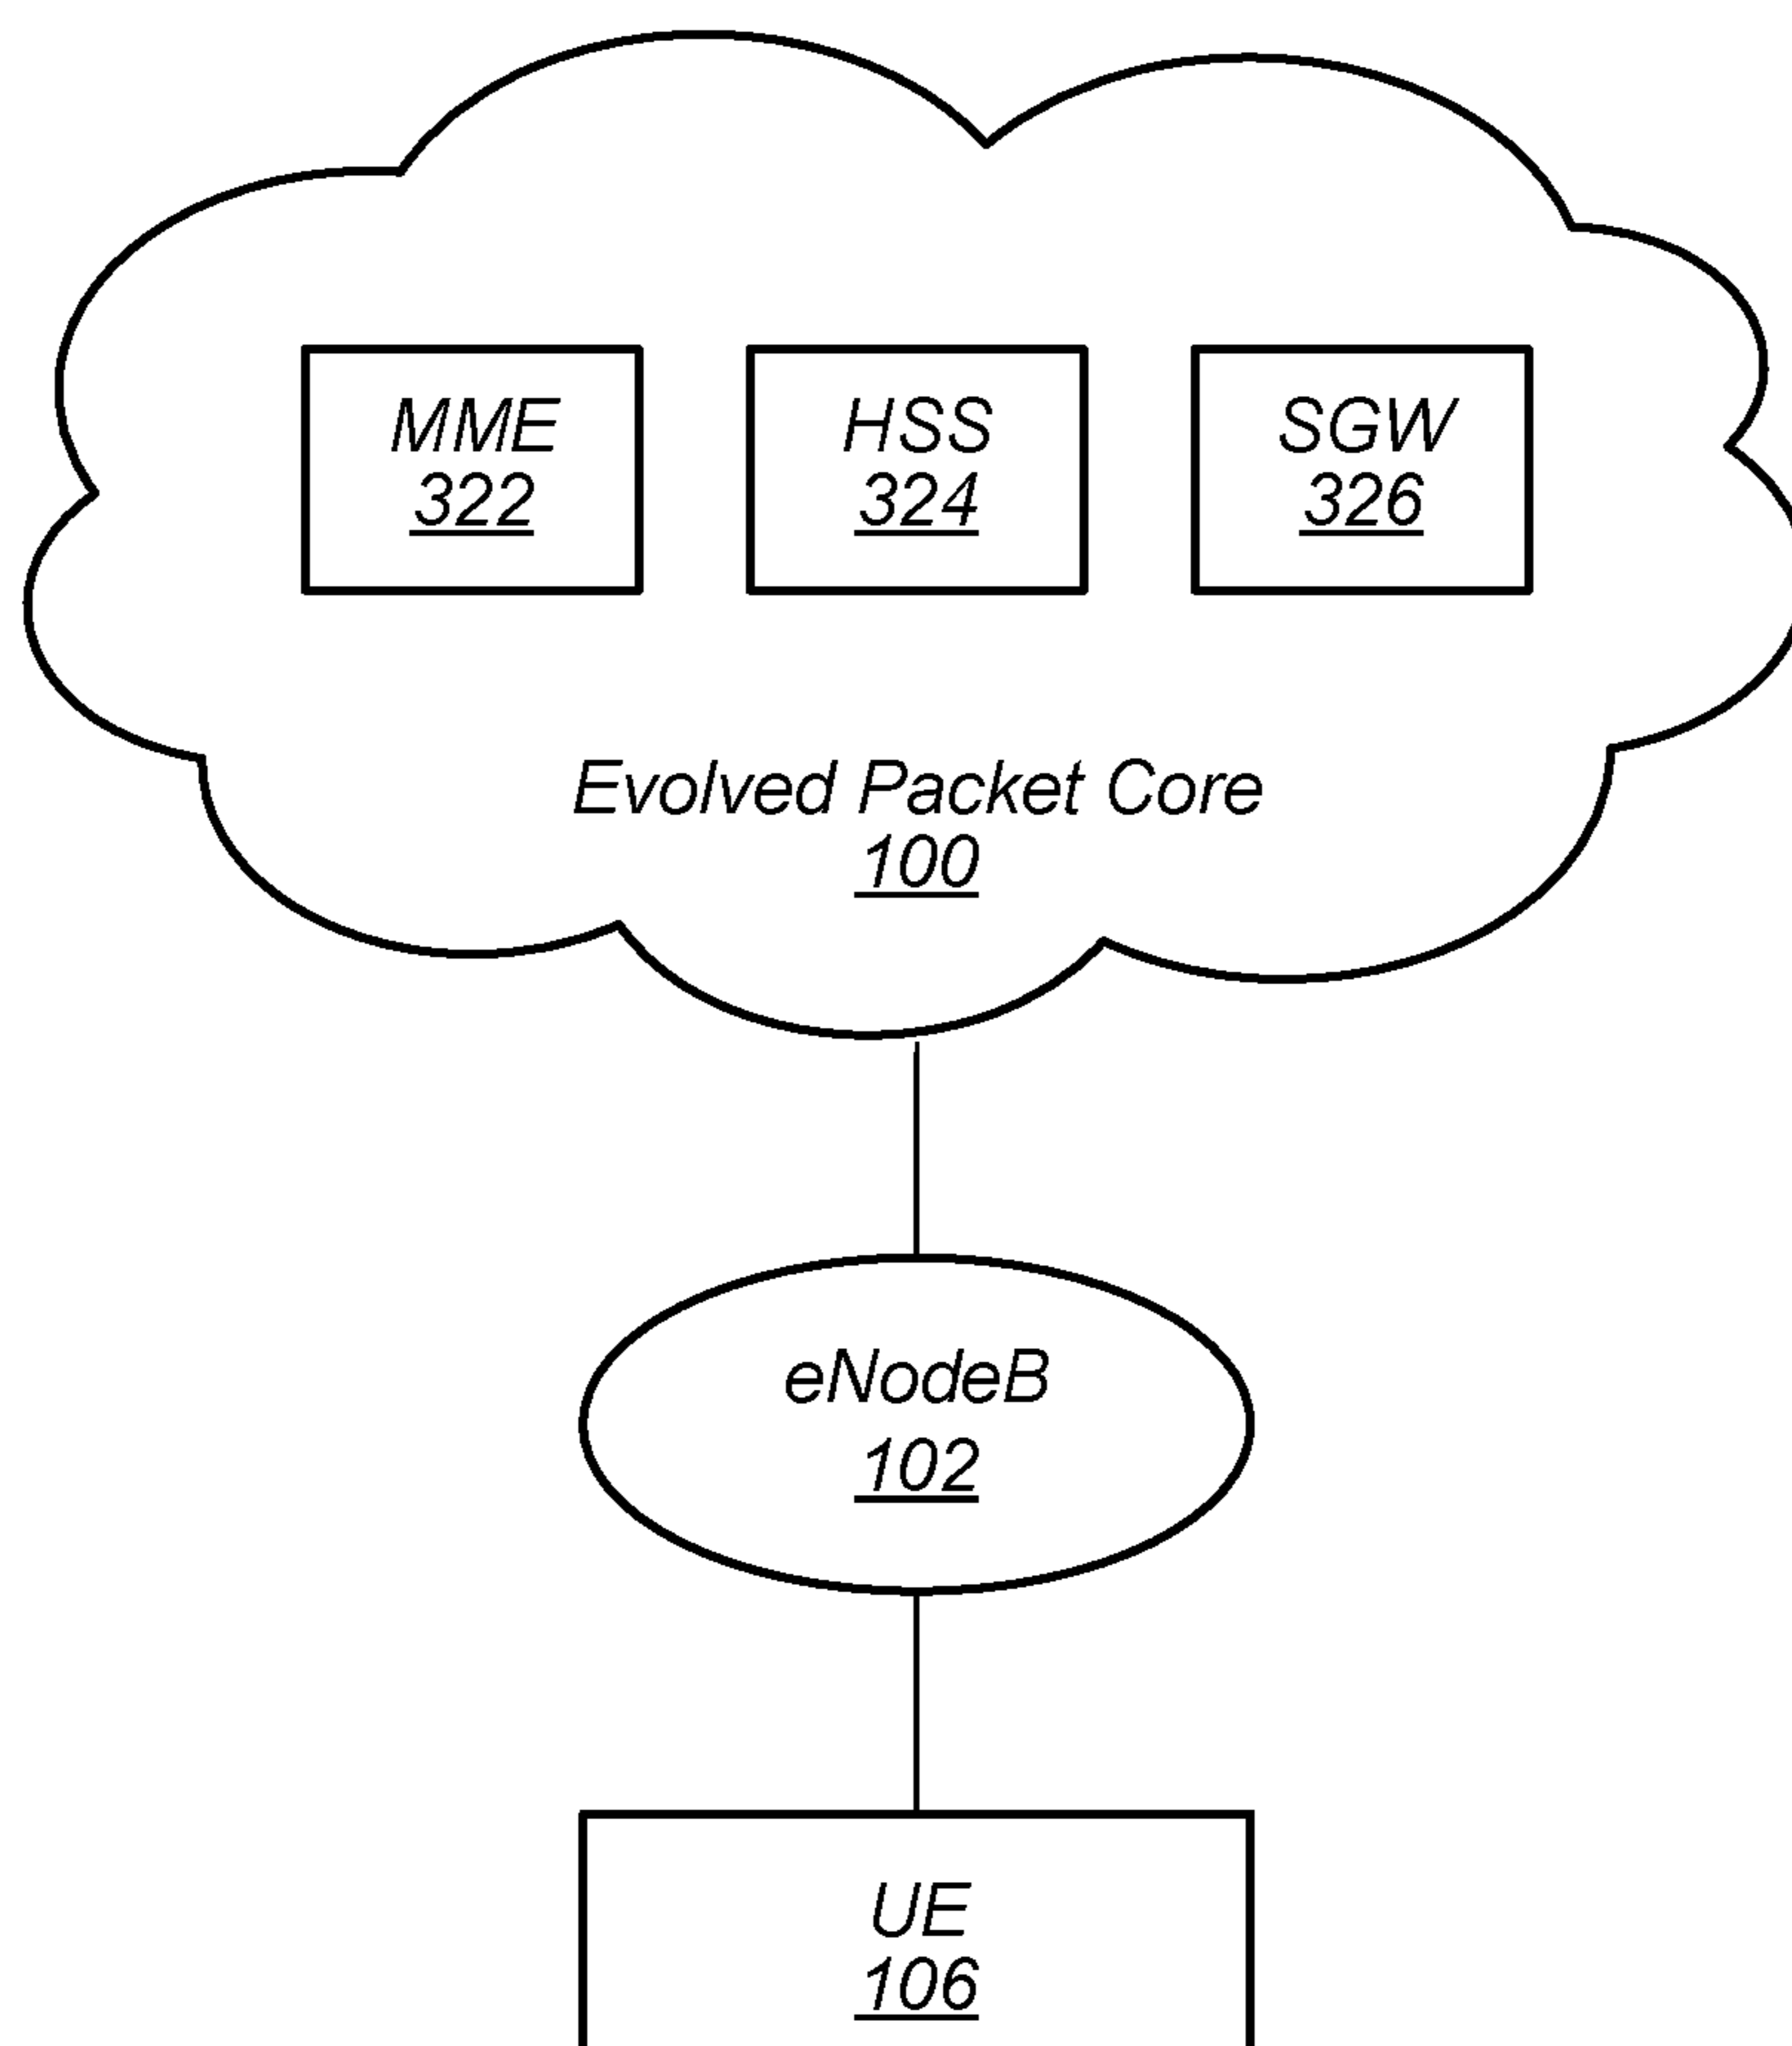 MME
322
HSS
324
SGW
326
Evolved Packet Core
100
eNodeB
102
UE
106